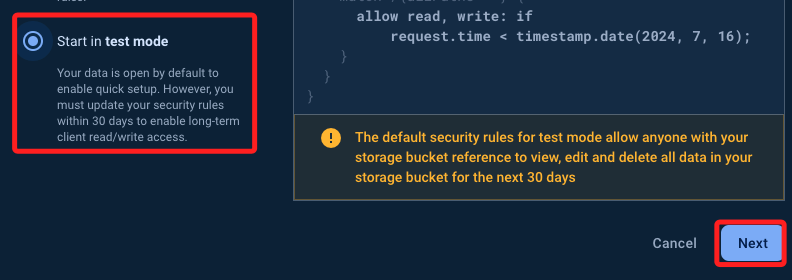 rules.
Start in test mode
Your data is open by default to
enable quick setup. However, you
must update your security rules
within 30 days to enable long-term
client read/write access.
allow read, write: if
request.time < timestamp.date(2024, 7, 16);
}
}
}
The default security rules for test mode allow anyone with your
storage bucket reference to view, edit and delete all data in your
storage bucket for the next 30 days
Cancel
Next